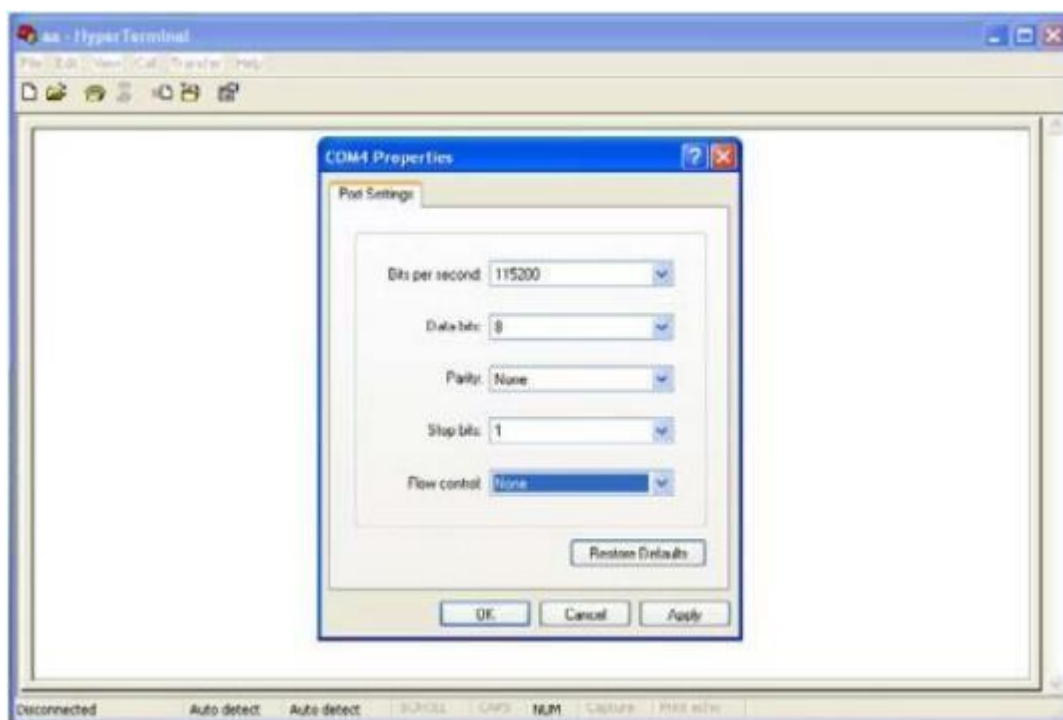 aa - HyperTerminal
File Edit View Call Transfer Help
COM4 Properties
Port Settings
Bits per second: 115200
Data bits: 8
Parity: None
Stop bits: 1
Flow control: None
Restore Defaults
OK Cancel Apply
Disconnected Auto detect Auto detect SCROLL CAPS NUM Capture Print echo